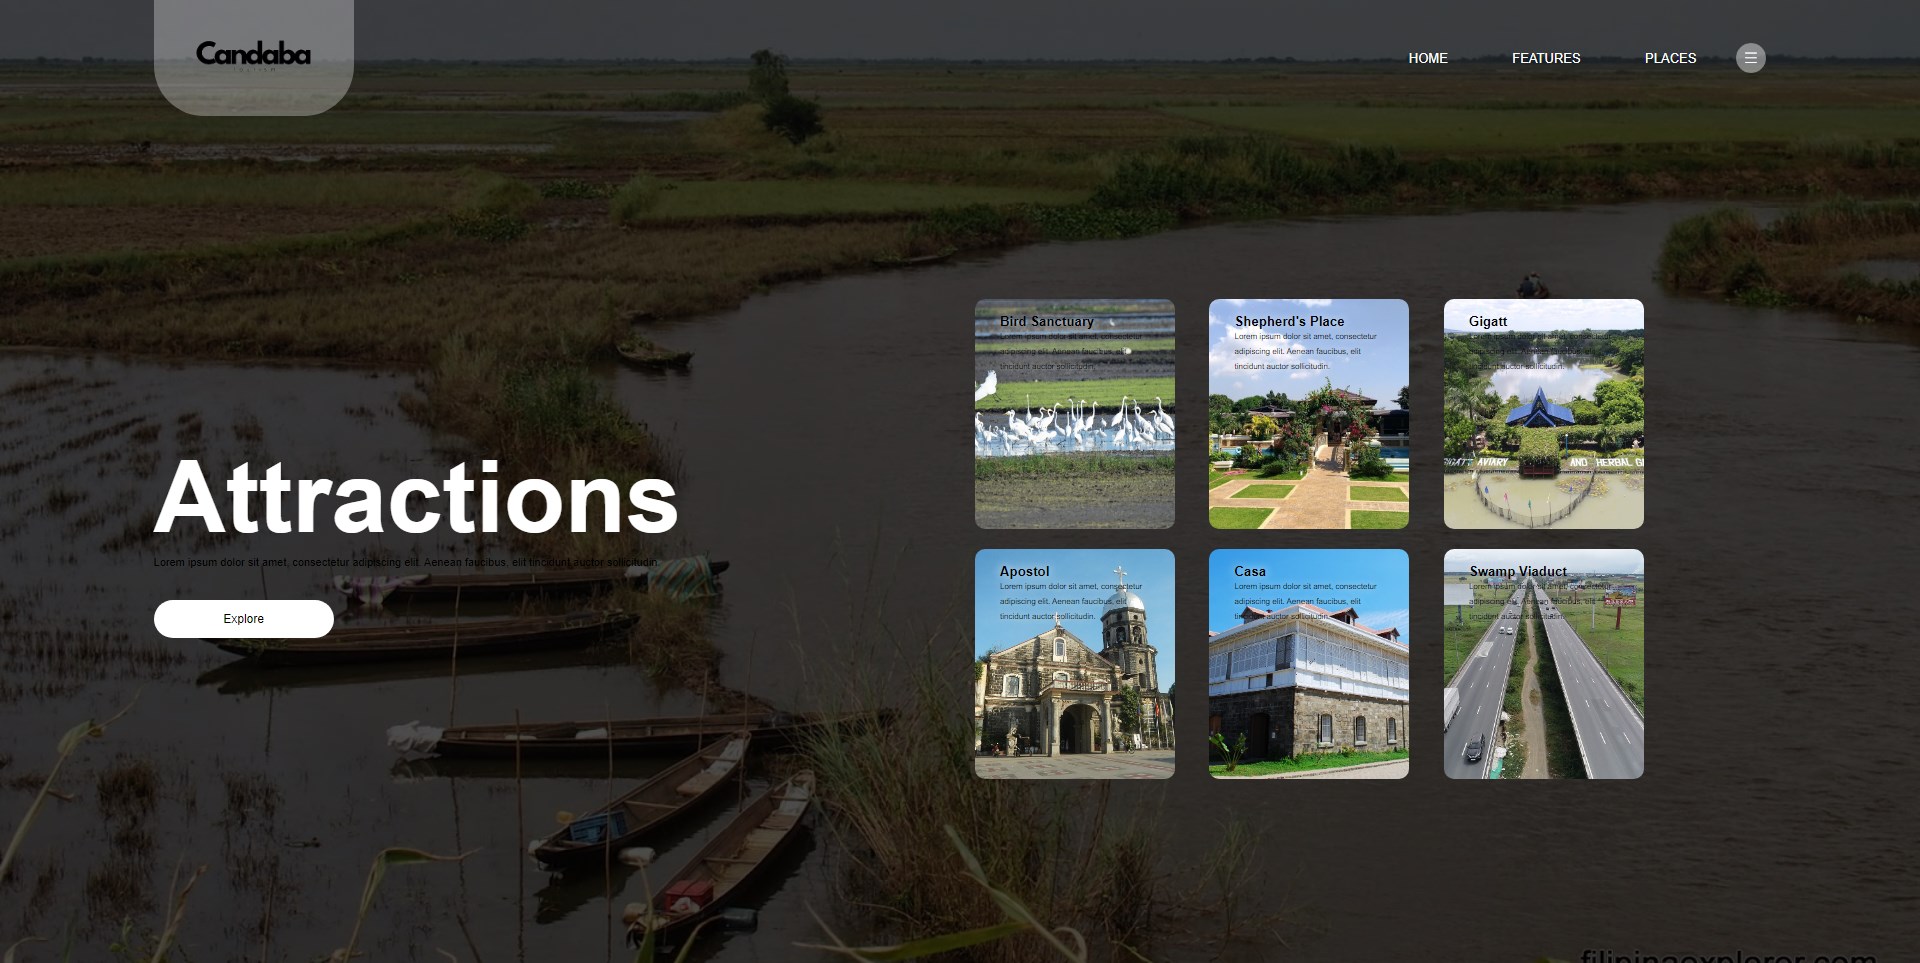 Candaba
HOME
FEATURES
PLACES
Attractions
Lorem ipsum dolor sit amet, consectetur adipiscing elit. Aenean faucibus, elit tincidunt auctor sollicitudin.
Explore
Bird Sanctuary
Lorem ipsum dolor sit amet, consectetur
adipiscing elit. Aenean faucibus, elit
tincidunt auctor sollicitudin.
Shepherd's Place
Lorem ipsum dolor sit amet, consectetur
adipiscing elit. Aenean faucibus, elit
tincidunt auctor sollicitudin.
Gigatt
Lorem ipsum dolor sit amet, consectetur
adipiscing elit. Aenean faucibus, elit
tincidunt auctor sollicitudin.
AVIARY AND HERBAL
Apostol
Lorem ipsum dolor sit amet, consectetur
adipiscing elit. Aenean faucibus, elit
tincidunt auctor sollicitudin.
Casa
Lorem ipsum dolor sit amet, consectetur
adipiscing elit. Aenean faucibus, elit
tincidunt auctor sollicitudin.
Swamp Viaduct
Lorem ipsum dolor sit amet, consectetur
adipiscing elit. Aenean faucibus, elit
tincidunt auctor sollicitudin.